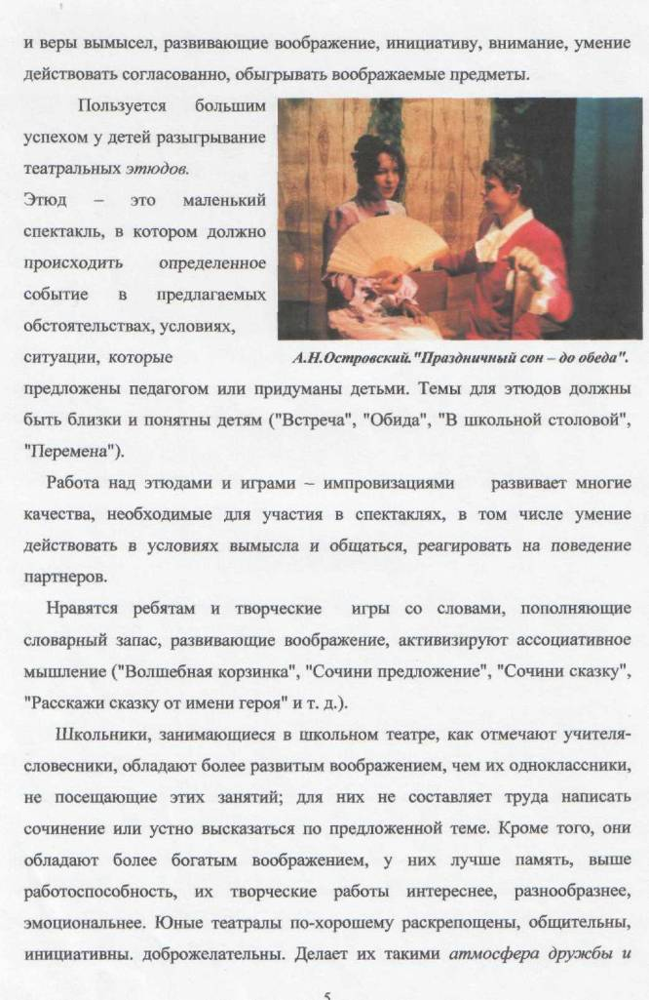 и веры вымысел, развивающие воображение, инициативу, внимание, умение
действовать согласованно, обыгрывать воображаемые предметы.
Пользуется большим
успехом у детей разыгрывание
театральных этюдов.
Этюд – это маленький
спектакль, в котором должно
происходить определенное
событие в предлагаемых
обстоятельствах, условиях,
ситуации, которые
А.Н.Островский."Праздничный сон – до обеда".
предложены педагогом или придуманы детьми. Темы для этюдов должны
быть близки и понятны детям ("Встреча", "Обида", "В школьной столовой",
"Перемена").
Работа над этюдами и играми – импровизациями развивает многие
качества, необходимые для участия в спектаклях, в том числе умение
действовать в условиях вымысла и общаться, реагировать на поведение
партнеров.
Нравятся ребятам и творческие игры со словами, пополняющие
словарный запас, развивающие воображение, активизируют ассоциативное
мышление ("Волшебная корзинка", "Сочини предложение", "Сочини сказку",
"Расскажи сказку от имени героя" и т. д.).
Школьники, занимающиеся в школьном театре, как отмечают учителя-
словесники, обладают более развитым воображением, чем их одноклассники,
не посещающие этих занятий; для них не составляет труда написать
сочинение или устно высказаться по предложенной теме. Кроме того, они
обладают более богатым воображением, у них лучше память, выше
работоспособность, их творческие работы интереснее, разнообразнее,
эмоциональнее. Юные театралы по-хорошему раскрепощены, общительны,
инициативны. доброжелательны. Делает их такими атмосфера дружбы и
5